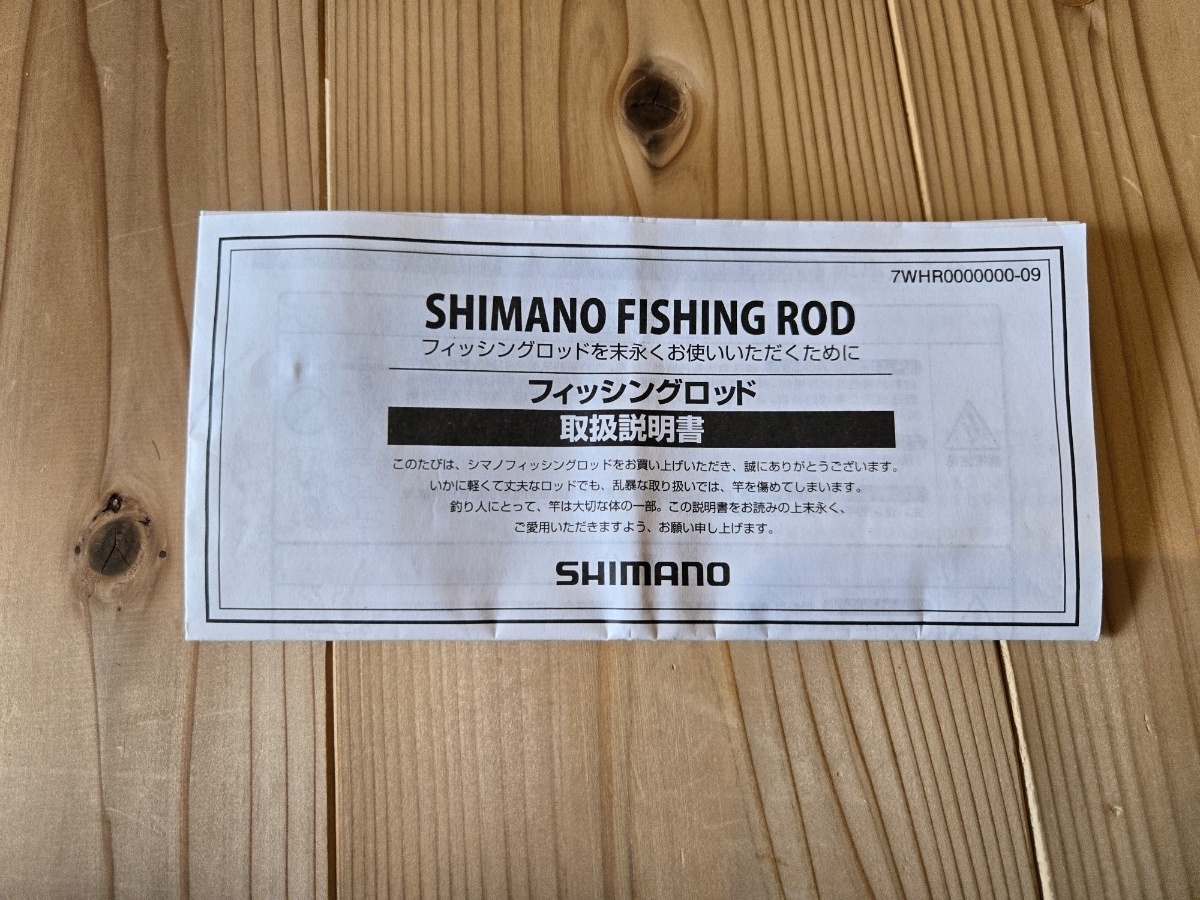 7WHR0000000-09
SHIMANO FISHING ROD
フィッシングロッドを末永くお使いいただくために
フィッシングロッド
取扱説明書
このたびは、シマノフィッシングロッドをお買い上げいただき、誠にありがとうございます。
いかに軽くて丈夫なロッドでも、乱暴な取り扱いでは、竿を傷めてしまいます。
釣り人にとって、竿は大切な体の一部。この説明書をお読みの上末永く、
ご愛用いただきますよう、お願い申し上げます。
SHIMANO